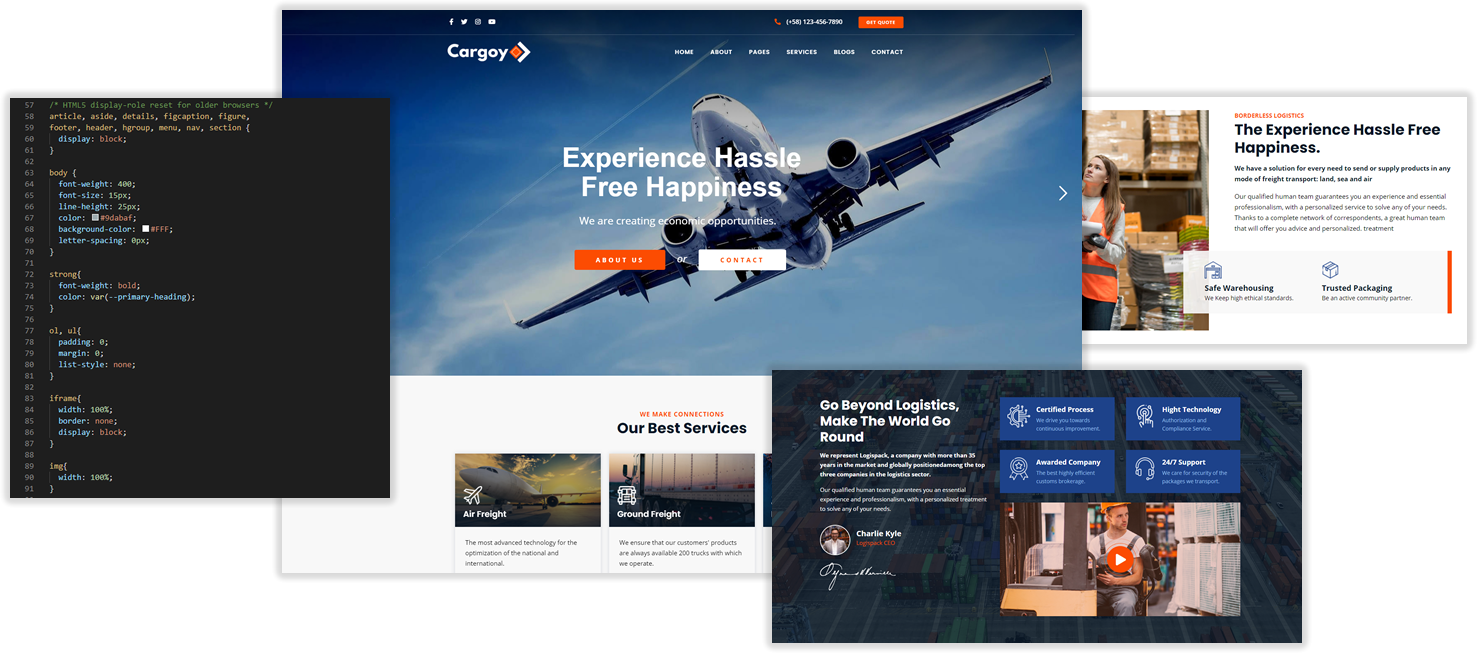 57 /* HTML5 display-role reset for older browsers */
58 article, aside, details, figcaption, figure,
59 footer, header, hgroup, menu, nav, section {
60 display: block;
61 }
62
63 body {
64 font-weight: 400;
65 font-size: 15px;
66 line-height: 25px;
67 color: #9dabaf;
68 background-color: #FFF;
69 letter-spacing: 0px;
70 }
71
72 strong{
73 font-weight: bold;
74 color: var(--primary-heading);
75 }
76
77 ol, ul{
78 padding: 0;
79 margin: 0;
80 list-style: none;
81 }
82
83 iframe{
84 width: 100%;
85 border: none;
86 display: block;
87 }
88
89 img{
90 width: 100%;
91 }
(+58) 123-456-7890 GET QUOTE
Cargoy
HOME ABOUT PAGES SERVICES BLOGS CONTACT
Experience Hassle
Free Happiness
We are creating economic opportunities.
ABOUT US or CONTACT
WE MAKE CONNECTIONS
Our Best Services
Air Freight
The most advanced technology for the
optimization of the national and
international.
Ground Freight
We ensure that our customers' products
are always available 200 trucks with which
we operate.
BORDERLESS LOGISTICS
The Experience Hassle Free
Happiness.
We have a solution for every need to send or supply products in any
mode of freight transport: land, sea and air
Our qualified human team guarantees you an experience and essential
professionalism, with a personalized service to solve any of your needs.
Thanks to a complete network of correspondents, a great human team
that will offer you advice and personalized. treatment
Safe Warehousing
We Keep high ethical standards.
Trusted Packaging
Be an active community partner.
Go Beyond Logistics,
Make The World Go
Round
We represent Logispack, a company with more than 35
years in the market and globally positionedamong the top
three companies in the logistics sector.
Our qualified human team guarantees you an essential
experience and professionalism, with a personalized treatment
to solve any of your needs.
Charlie Kyle
Logispack CEO
Certified Process
We drive you towards
continuous improvement.
Hight Technology
Authorization and
Compliance Service.
Awarded Company
The best highly efficient
customs brokerage.
24/7 Support
We care for security of the
packages we transport.